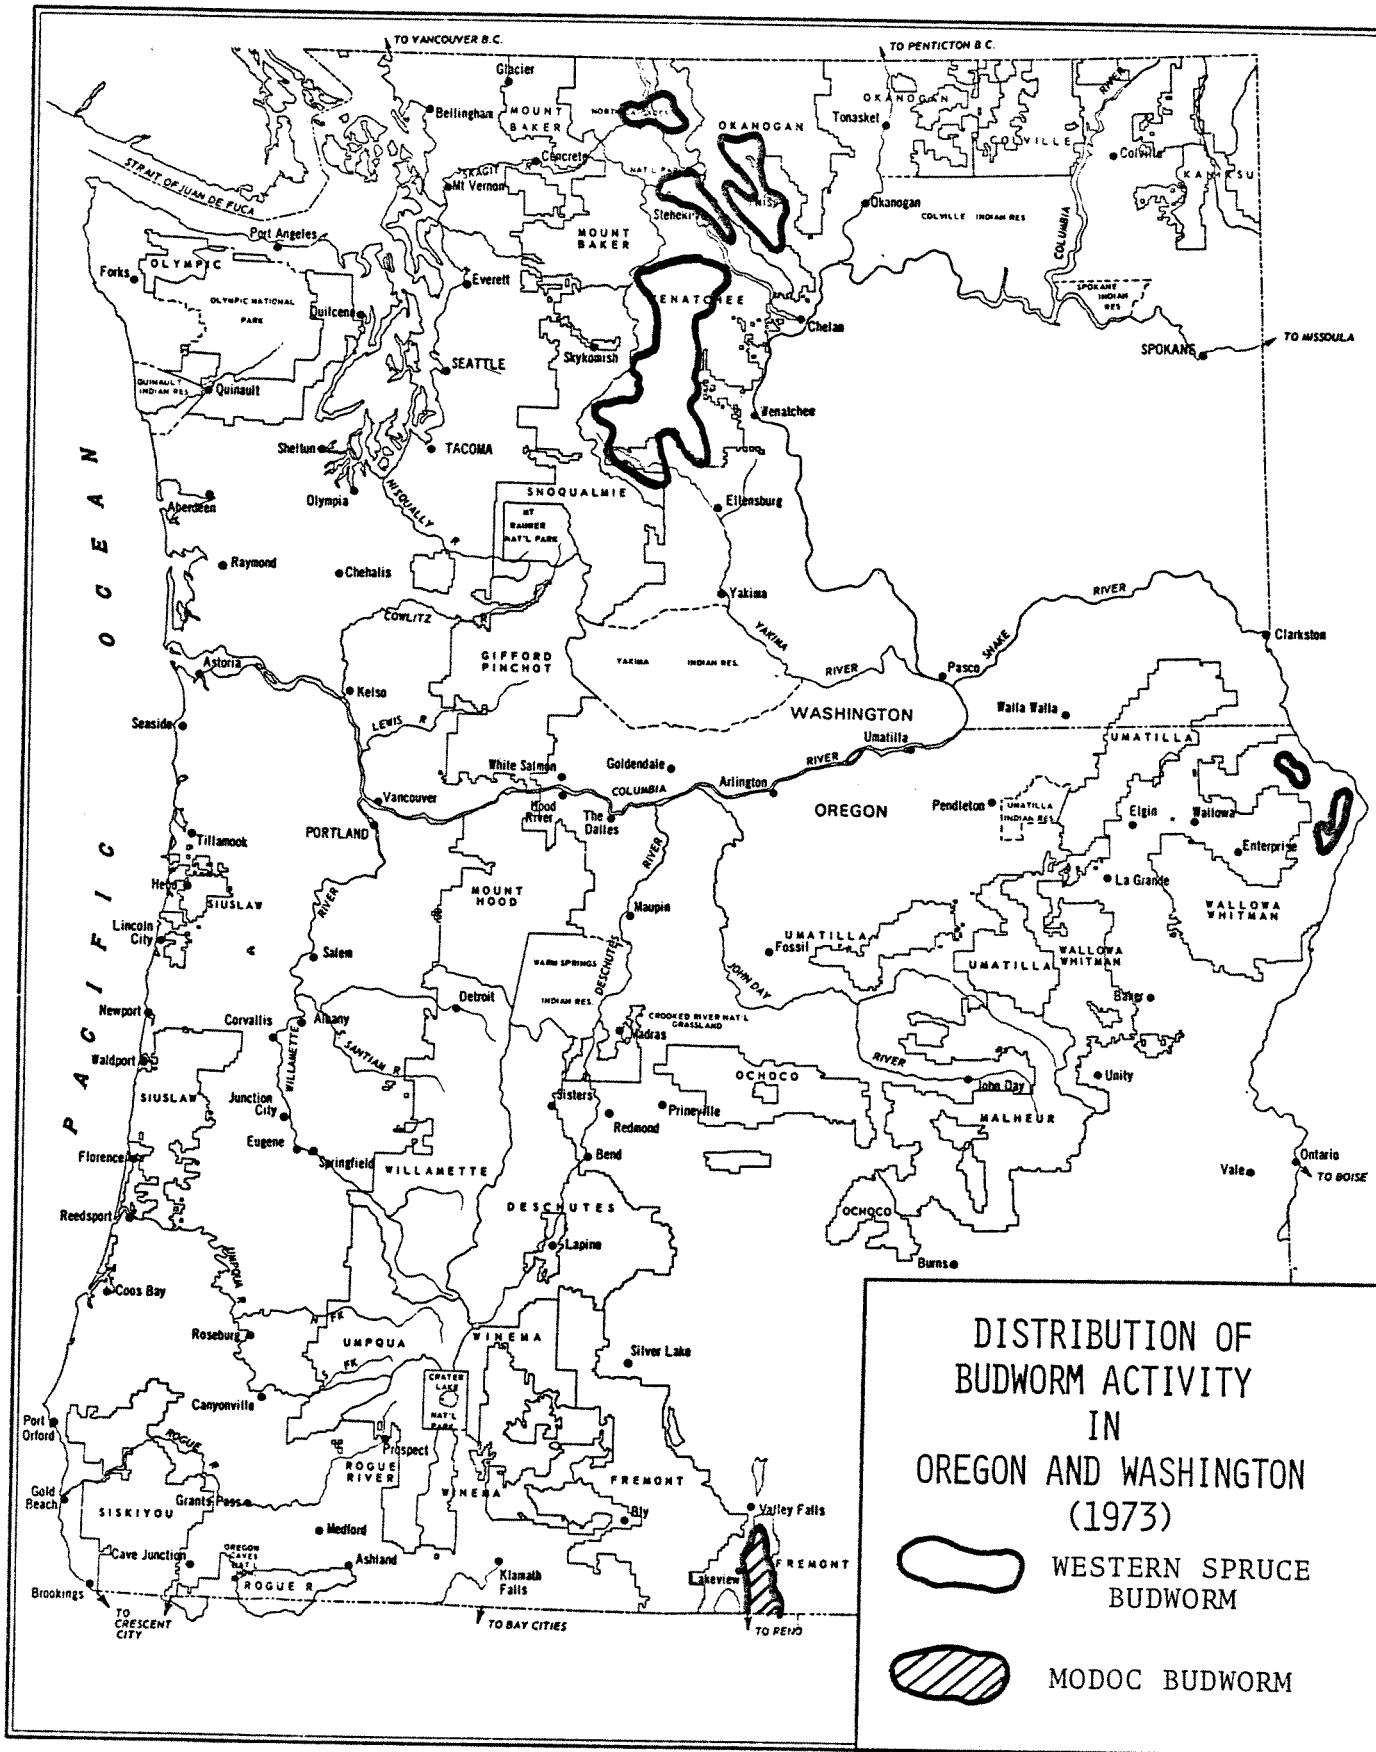 TO VANCOUVER B.C.
TO PENTICTON B.C.
Glacier
Bellingham
MOUNT
BAKER
OKANOGAN
Tonasket
OKANOGAN
COLVILLE
RIVER
Colville
Concrete
SKAGIT
R
Mt Vernon
NAT'L PARK
STRAIT OF JUAN DE FUCA
Okanogan
COLVILLE INDIAN RES
COLUMBIA
MOUNT
BAKER
Port Angeles
Forks
OLYMPIC
OLYMPIC NATIONAL
PARK
Quilcene
Everett
Chelan
SPOKANE
INDIAN
RES
SPOKANE
TO MISSOULA
Skykomish
SEATTLE
QUINAULT
INDIAN RES
Quinault
Wenatchee
Shelton
TACOMA
Olympia
NISQUALLY
R
SNOQUALMIE
Ellensburg
Aberdeen
MT
RAINIER
NAT'L PARK
Raymond
Chehalis
Yakima
COWLITZ
R
YAKIMA
RIVER
SNAKE
RIVER
Clarkston
GIFFORD
PINCHOT
YAKIMA INDIAN RES.
Pasco
Astoria
Kelso
LEWIS R
Seaside
WASHINGTON
Walla Walla
Umatilla
UMATILLA
White Salmon
Goldendale
Arlington
RIVER
COLUMBIA
Vancouver
Hood
River
The
Dalles
OREGON
Pendleton
UMATILLA
INDIAN RES.
Elgin
Wallowa
Enterprise
PORTLAND
Tillamook
Hebo
SIUSLAW
RIVER
MOUNT
HOOD
RIVER
La Grande
WALLOWA
WHITMAN
Maupin
Lincoln
City
Salem
UMATILLA
Fossil
UMATILLA
WALLOWA
WHITMAN
WARM SPRINGS
INDIAN RES.
DESCHUTES
JOHN DAY
RIVER
Baker
Detroit
Newport
Corvallis
Albany
CROOKED RIVER NAT'L
GRASSLAND
Madras
Waldport
WILLAMETTE
S SANTIAM R
SIUSLAW
OCHOCO
John Day
Unity
Junction
City
Sisters
Prineville
Redmond
MALHEUR
Eugene
Springfield
Florence
WILLAMETTE
Bend
Ontario
TO BOISE
Vale
DESCHUTES
OCHOCO
Reedsport
UMPQUA R
Lapine
Burns
Coos Bay
N FK
Roseburg
UMPQUA
WINEMA
S FK
Silver Lake
CRATER
LAKE
NAT'L
PARK
Canyonville
Port
Orford
ROGUE
R
Prospect
ROGUE
RIVER
FREMONT
WINEMA
Gold
Beach
SISKIYOU
Grants Pass
Bly
Valley Falls
Medford
Cave Junction
OREGON
CAVES
NAT'L
Ashland
FREMONT
Lakeview
Klamath
Falls
ROGUE R
Brookings
TO
CRESCENT
CITY
TO BAY CITIES
TO RENO
PACIFIC OCEAN
DISTRIBUTION OF
BUDWORM ACTIVITY
IN
OREGON AND WASHINGTON
(1973)
WESTERN SPRUCE
BUDWORM
MODOC BUDWORM